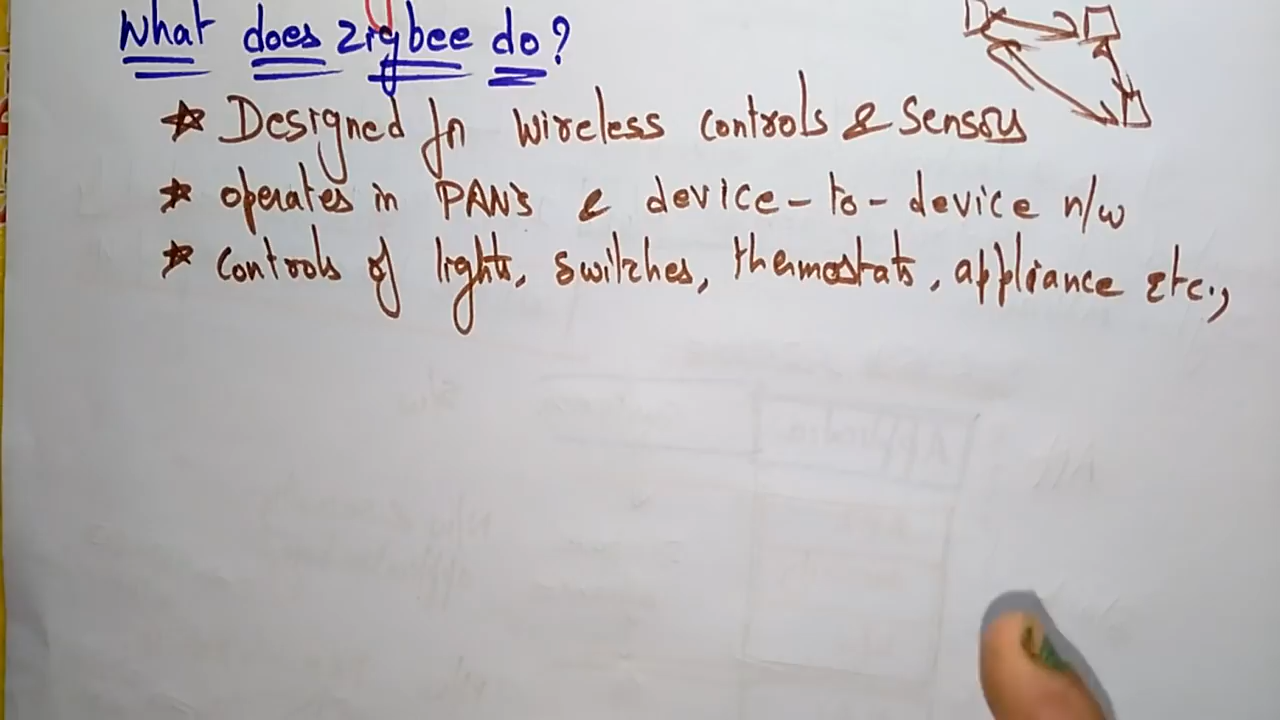 What does zigbee do?
* Designed for wireless controls & sensors
* operates in PAN's & device-to-device n/w
* Controls of lights, switches, thermostats, appliance etc.,